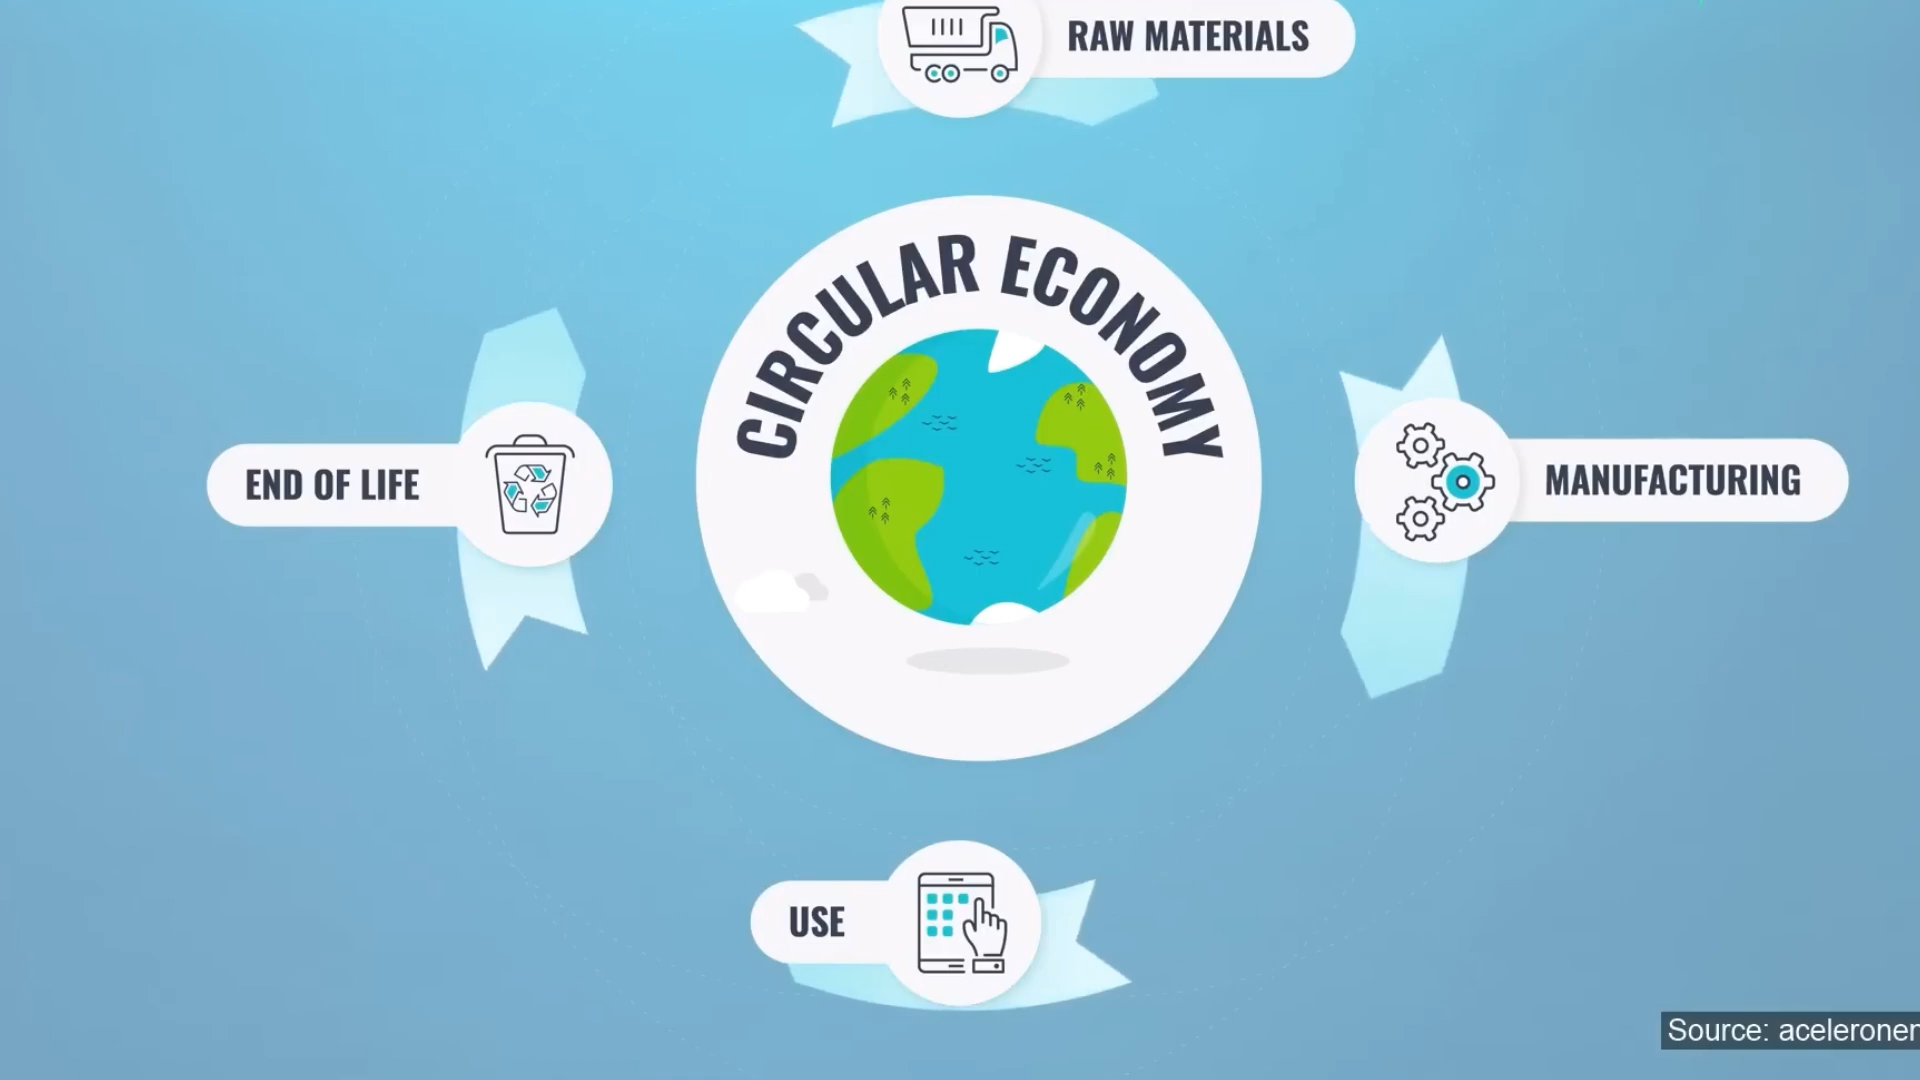 RAW MATERIALS
CIRCULAR ECONOMY
END OF LIFE
MANUFACTURING
USE
Source: aceleroner